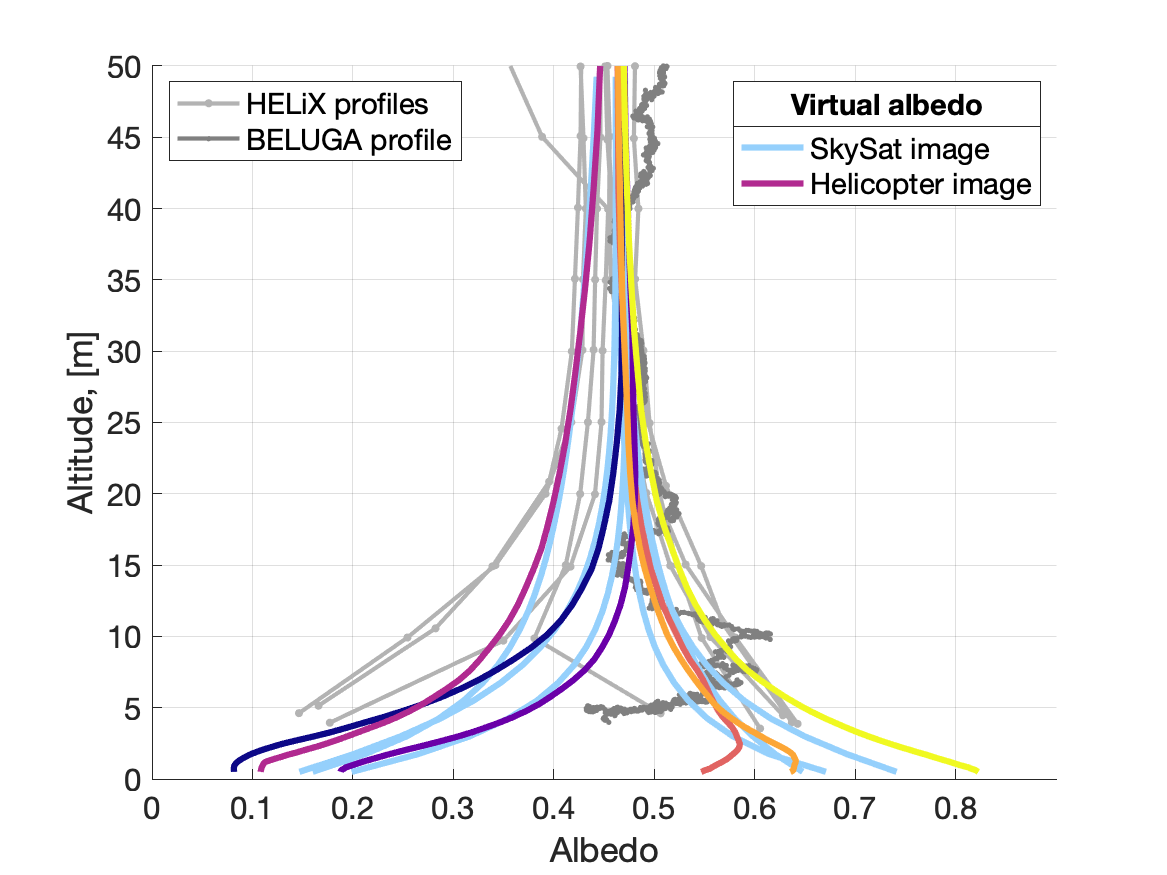 50
45
40
35
30
25
20
15
10
5
0
Altitude, [m]
HELiX profiles
BELUGA profile
Virtual albedo
SkySat image
Helicopter image
0 0.1 0.2 0.3 0.4 0.5 0.6 0.7 0.8
Albedo